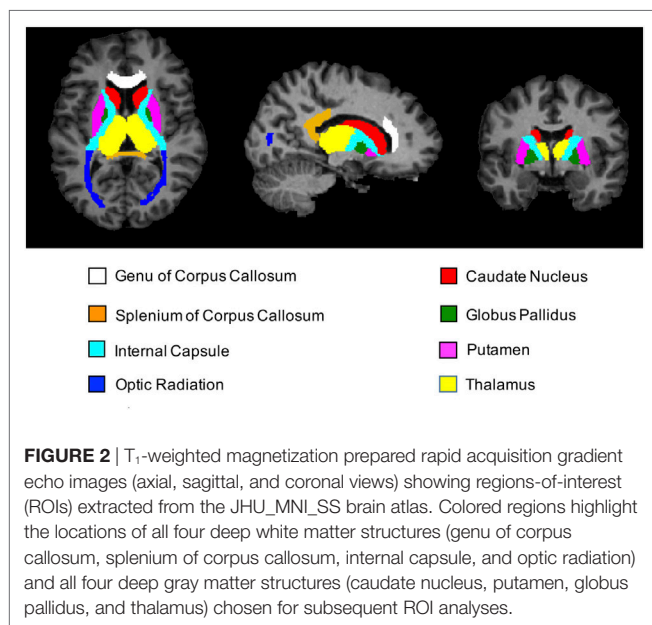 Genu of Corpus Callosum
Caudate Nucleus
Splenium of Corpus Callosum
Globus Pallidus
Internal Capsule
Putamen
Optic Radiation
Thalamus
FIGURE 2 | T₁-weighted magnetization prepared rapid acquisition gradient
echo images (axial, sagittal, and coronal views) showing regions-of-interest
(ROIs) extracted from the JHU_MNI_SS brain atlas. Colored regions highlight
the locations of all four deep white matter structures (genu of corpus
callosum, splenium of corpus callosum, internal capsule, and optic radiation)
and all four deep gray matter structures (caudate nucleus, putamen, globus
pallidus, and thalamus) chosen for subsequent ROI analyses.